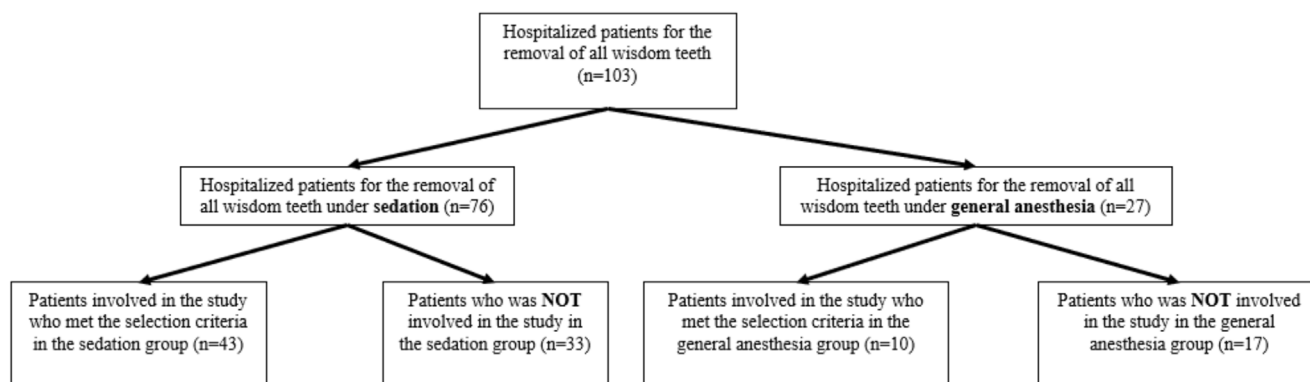 Hospitalized patients for the
removal of all wisdom teeth
(n=103)
Hospitalized patients for the removal of
all wisdom teeth under sedation (n=76)
Hospitalized patients for the removal of all
wisdom teeth under general anesthesia (n=27)
Patients involved in the study
who met the selection criteria
in the sedation group (n=43)
Patients who was NOT
involved in the study in
the sedation group (n=33)
Patients involved in the study who
met the selection criteria in the
general anesthesia group (n=10)
Patients who was NOT involved
in the study in the general
anesthesia group (n=17)